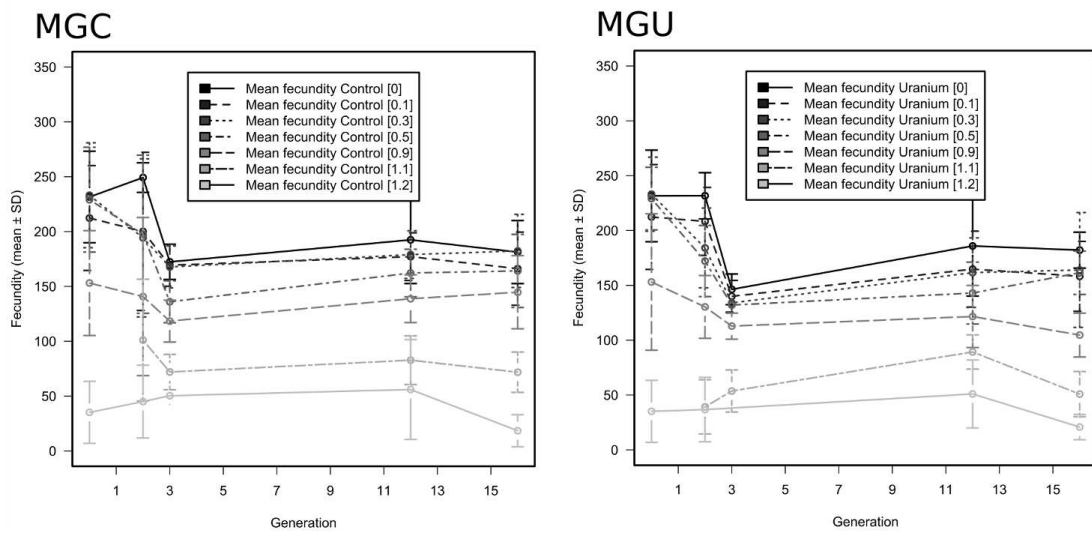 MGC
350
300
250
200
150
100
50
0
Fecundity (mean ± SD)
Mean fecundity Control [0]
Mean fecundity Control [0.1]
Mean fecundity Control [0.3]
Mean fecundity Control [0.5]
Mean fecundity Control [0.9]
Mean fecundity Control [1.1]
Mean fecundity Control [1.2]
1 3 5 7 9 11 13 15
Generation
MGU
350
300
250
200
150
100
50
0
Fecundity (mean ± SD)
Mean fecundity Uranium [0]
Mean fecundity Uranium [0.1]
Mean fecundity Uranium [0.3]
Mean fecundity Uranium [0.5]
Mean fecundity Uranium [0.9]
Mean fecundity Uranium [1.1]
Mean fecundity Uranium [1.2]
1 3 5 7 9 11 13 15
Generation